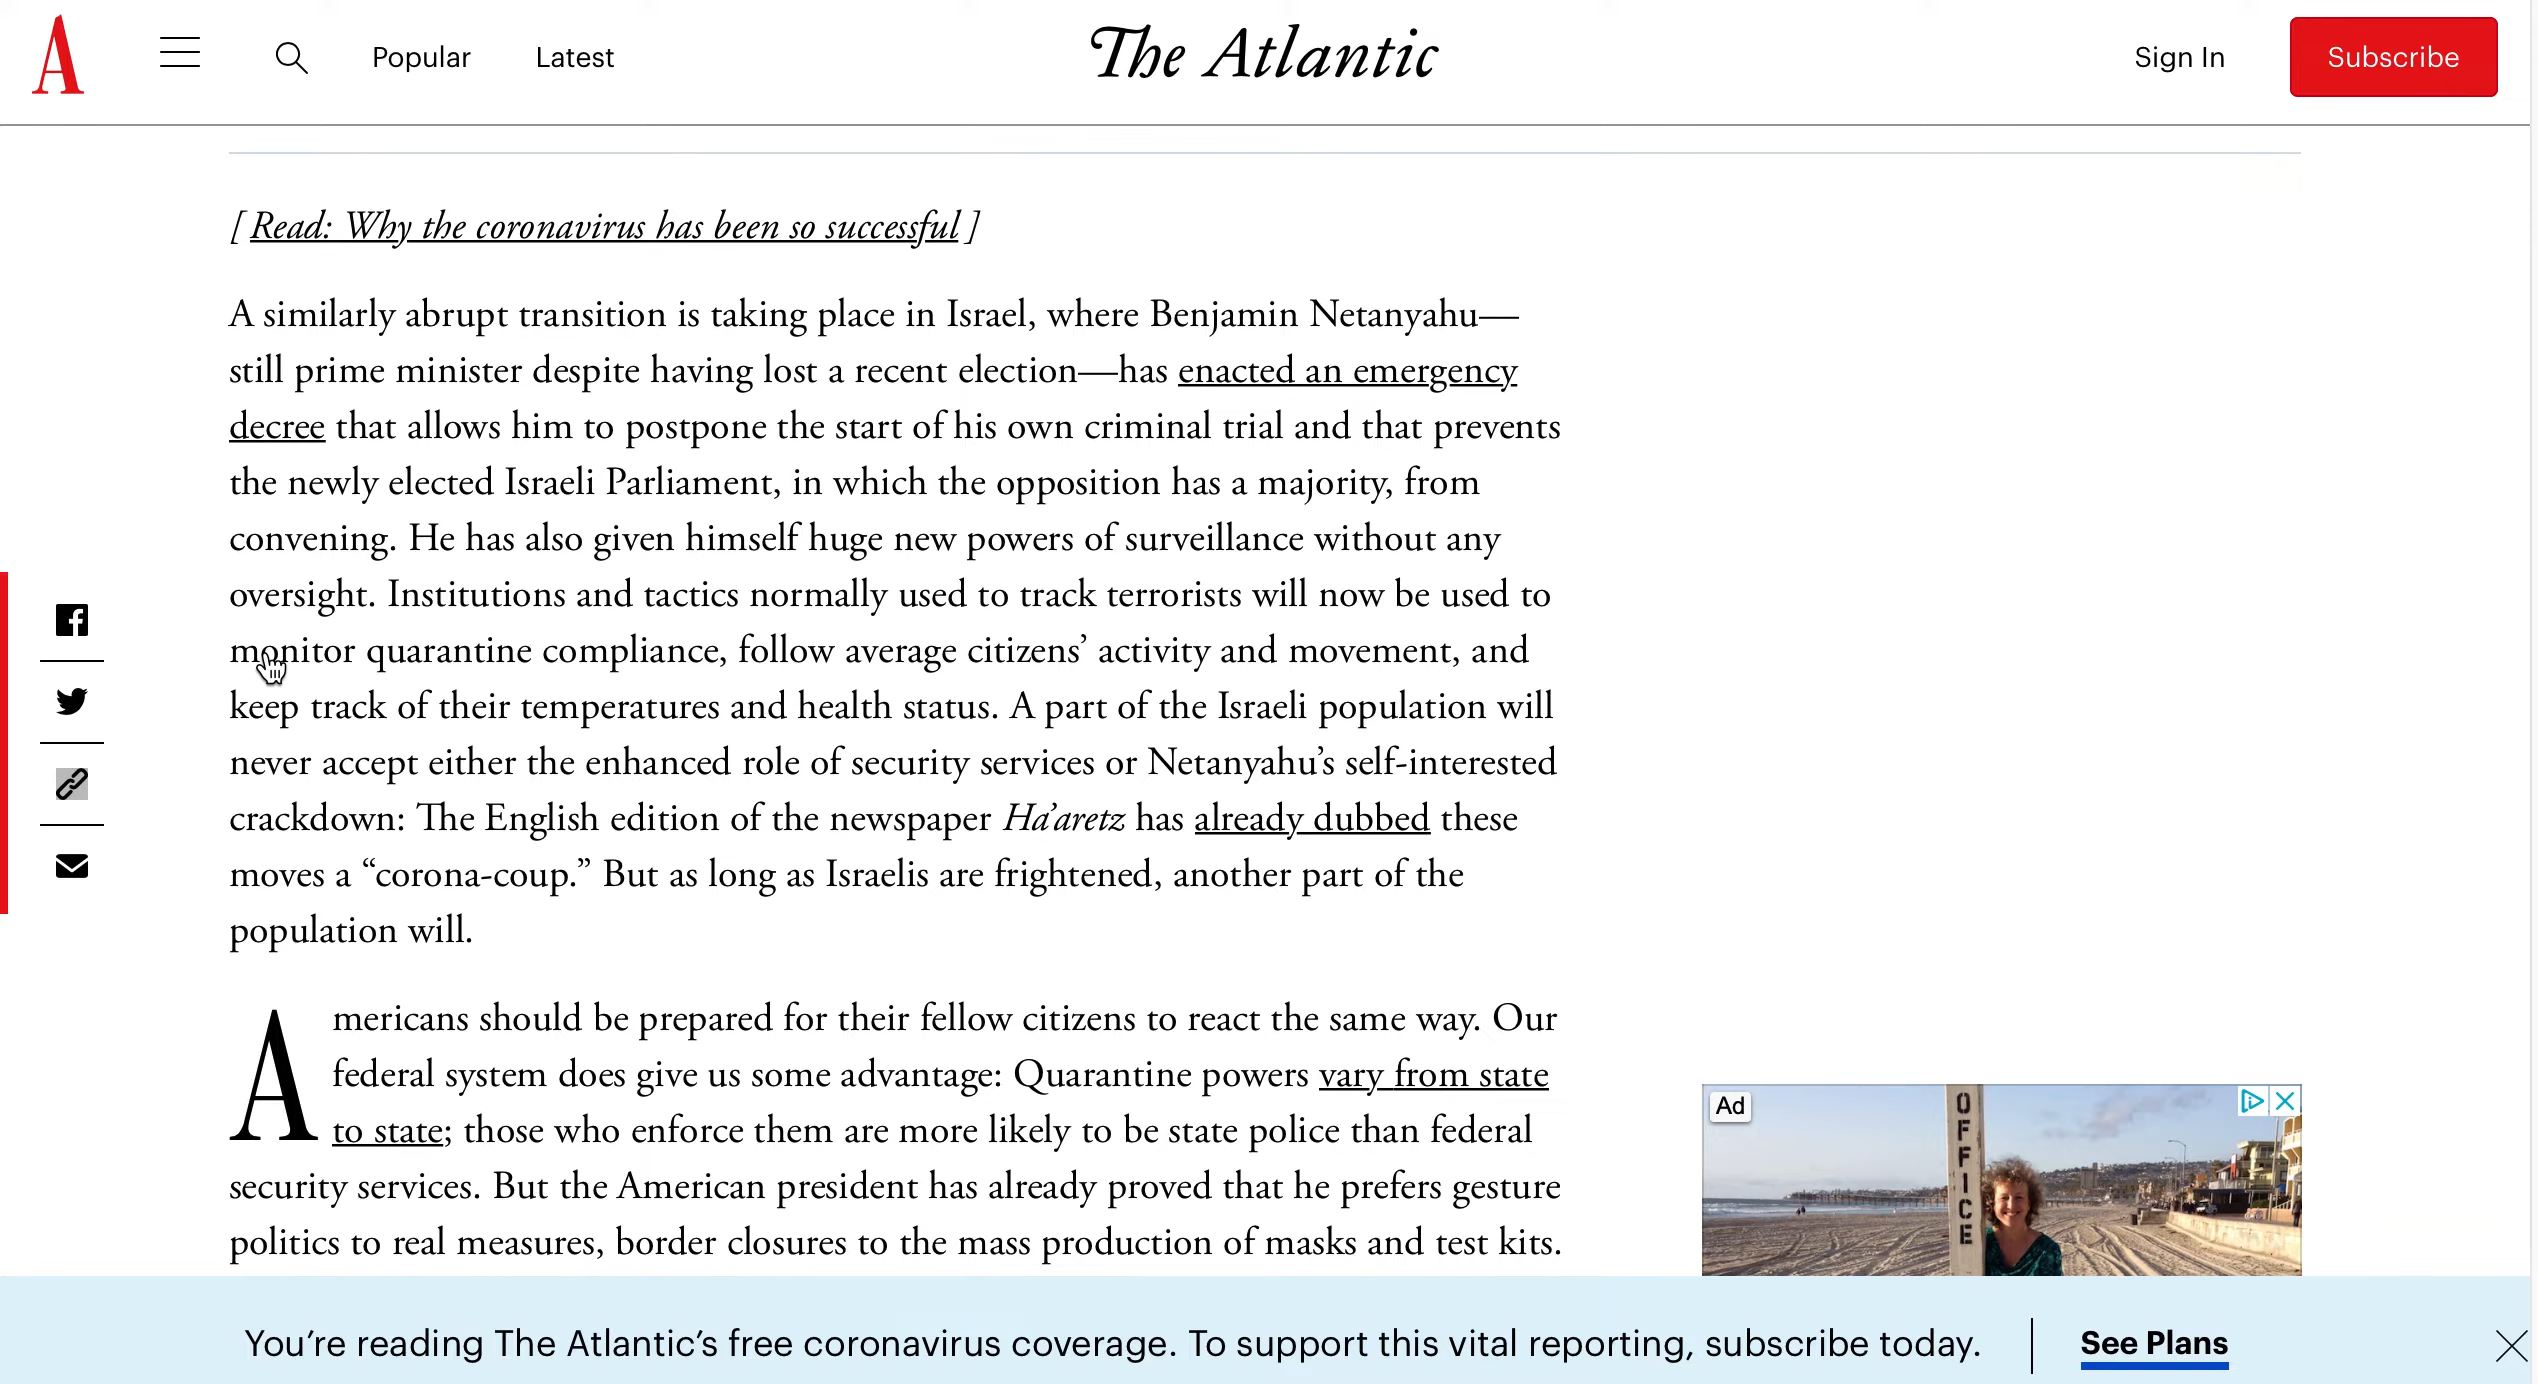 A
Popular
Latest
The Atlantic
Sign In
Subscribe
[ Read: Why the coronavirus has been so successful ]
A similarly abrupt transition is taking place in Israel, where Benjamin Netanyahu—
still prime minister despite having lost a recent election—has enacted an emergency
decree that allows him to postpone the start of his own criminal trial and that prevents
the newly elected Israeli Parliament, in which the opposition has a majority, from
convening. He has also given himself huge new powers of surveillance without any
oversight. Institutions and tactics normally used to track terrorists will now be used to
monitor quarantine compliance, follow average citizens’ activity and movement, and
keep track of their temperatures and health status. A part of the Israeli population will
never accept either the enhanced role of security services or Netanyahu’s self-interested
crackdown: The English edition of the newspaper Ha’aretz has already dubbed these
moves a “corona-coup.” But as long as Israelis are frightened, another part of the
population will.
Americans should be prepared for their fellow citizens to react the same way. Our
federal system does give us some advantage: Quarantine powers vary from state
to state; those who enforce them are more likely to be state police than federal
security services. But the American president has already proved that he prefers gesture
politics to real measures, border closures to the mass production of masks and test kits.
Ad
OFFICE
You’re reading The Atlantic’s free coronavirus coverage. To support this vital reporting, subscribe today.
See Plans